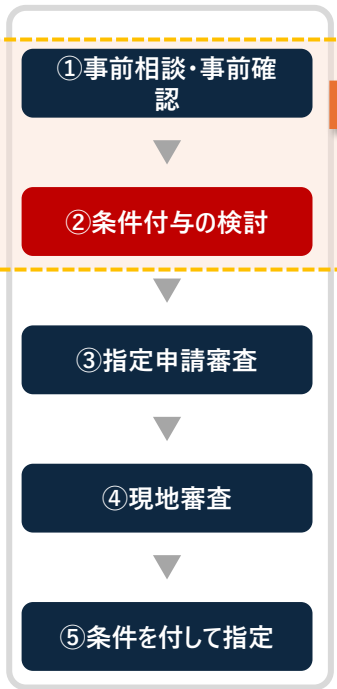 ①事前相談・事前確
認
②条件付与の検討
③指定申請審査
④現地審査
⑤条件を付して指定